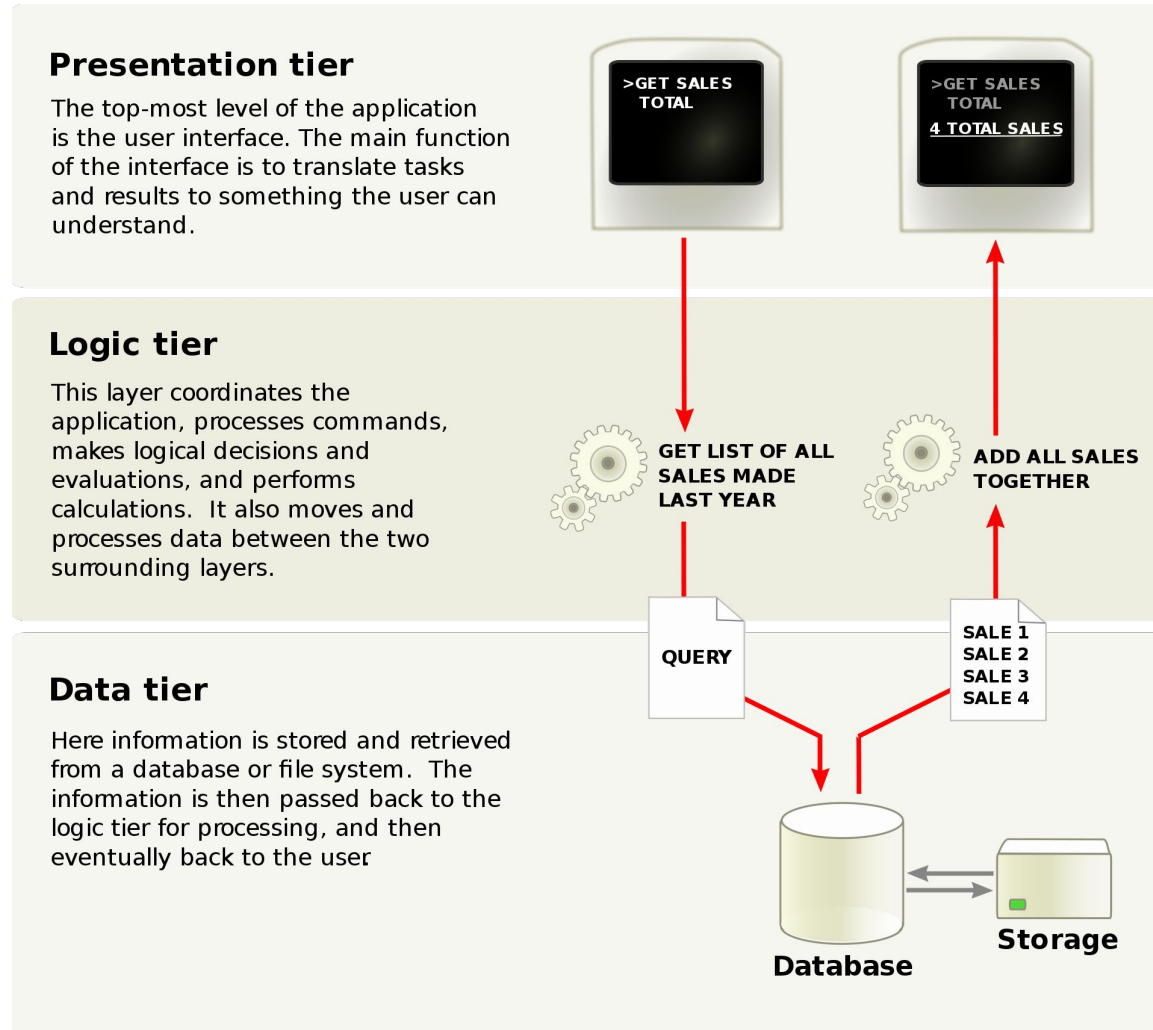 Presentation tier
The top-most level of the application
is the user interface. The main function
of the interface is to translate tasks
and results to something the user can
understand.
>GET SALES
TOTAL
>GET SALES
TOTAL
4 TOTAL SALES
Logic tier
This layer coordinates the
application, processes commands,
makes logical decisions and
evaluations, and performs
calculations.  It also moves and
processes data between the two
surrounding layers.
GET LIST OF ALL
SALES MADE
LAST YEAR
ADD ALL SALES
TOGETHER
QUERY
SALE 1
SALE 2
SALE 3
SALE 4
Data tier
Here information is stored and retrieved
from a database or file system.  The
information is then passed back to the
logic tier for processing, and then
eventually back to the user.
Database
Storage